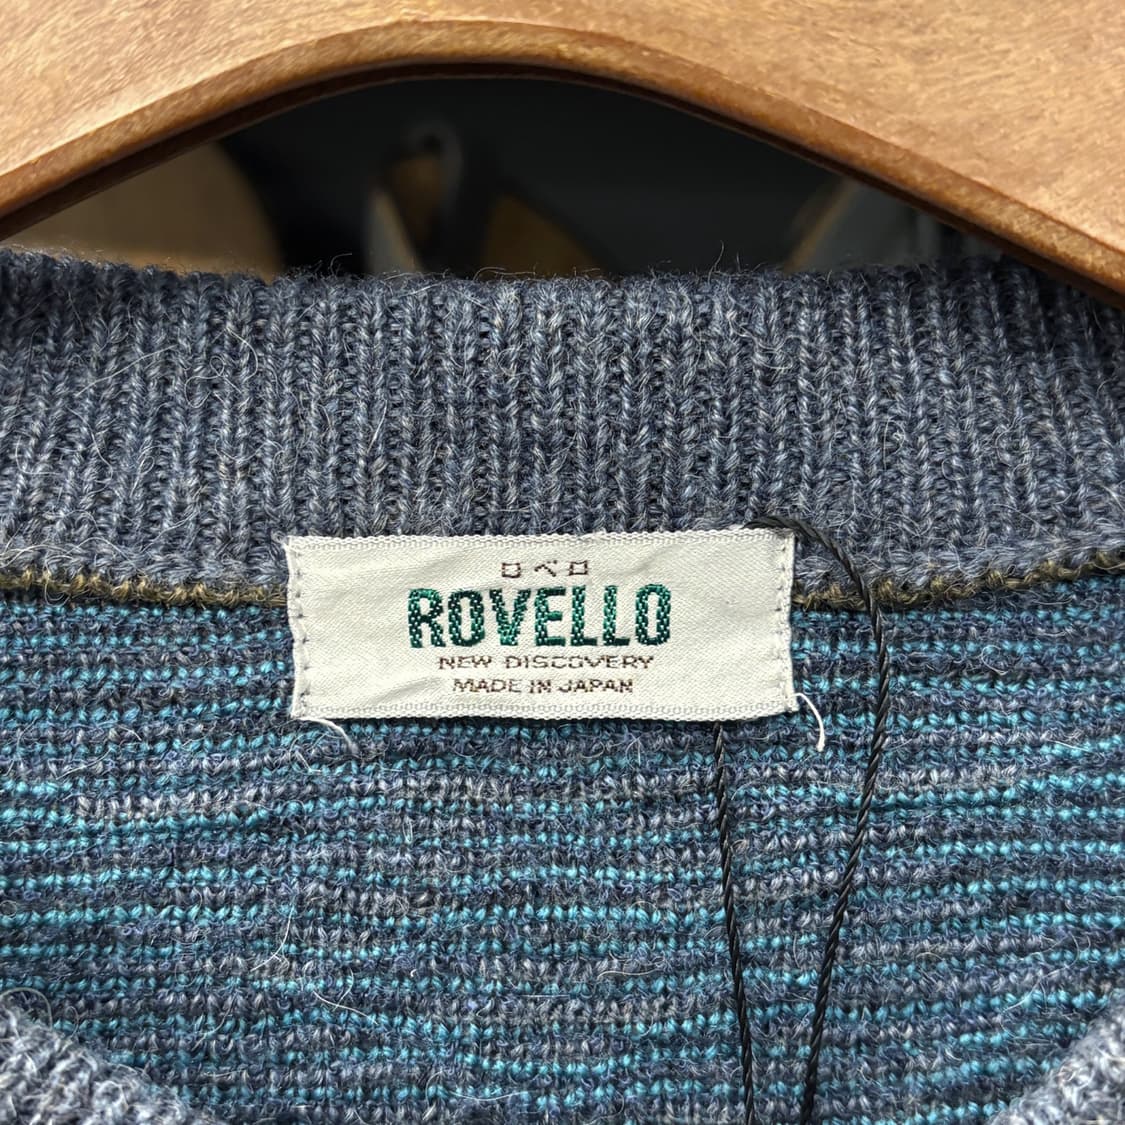 ロベロ
ROVELLO
NEW DISCOVERY
MADE IN JAPAN